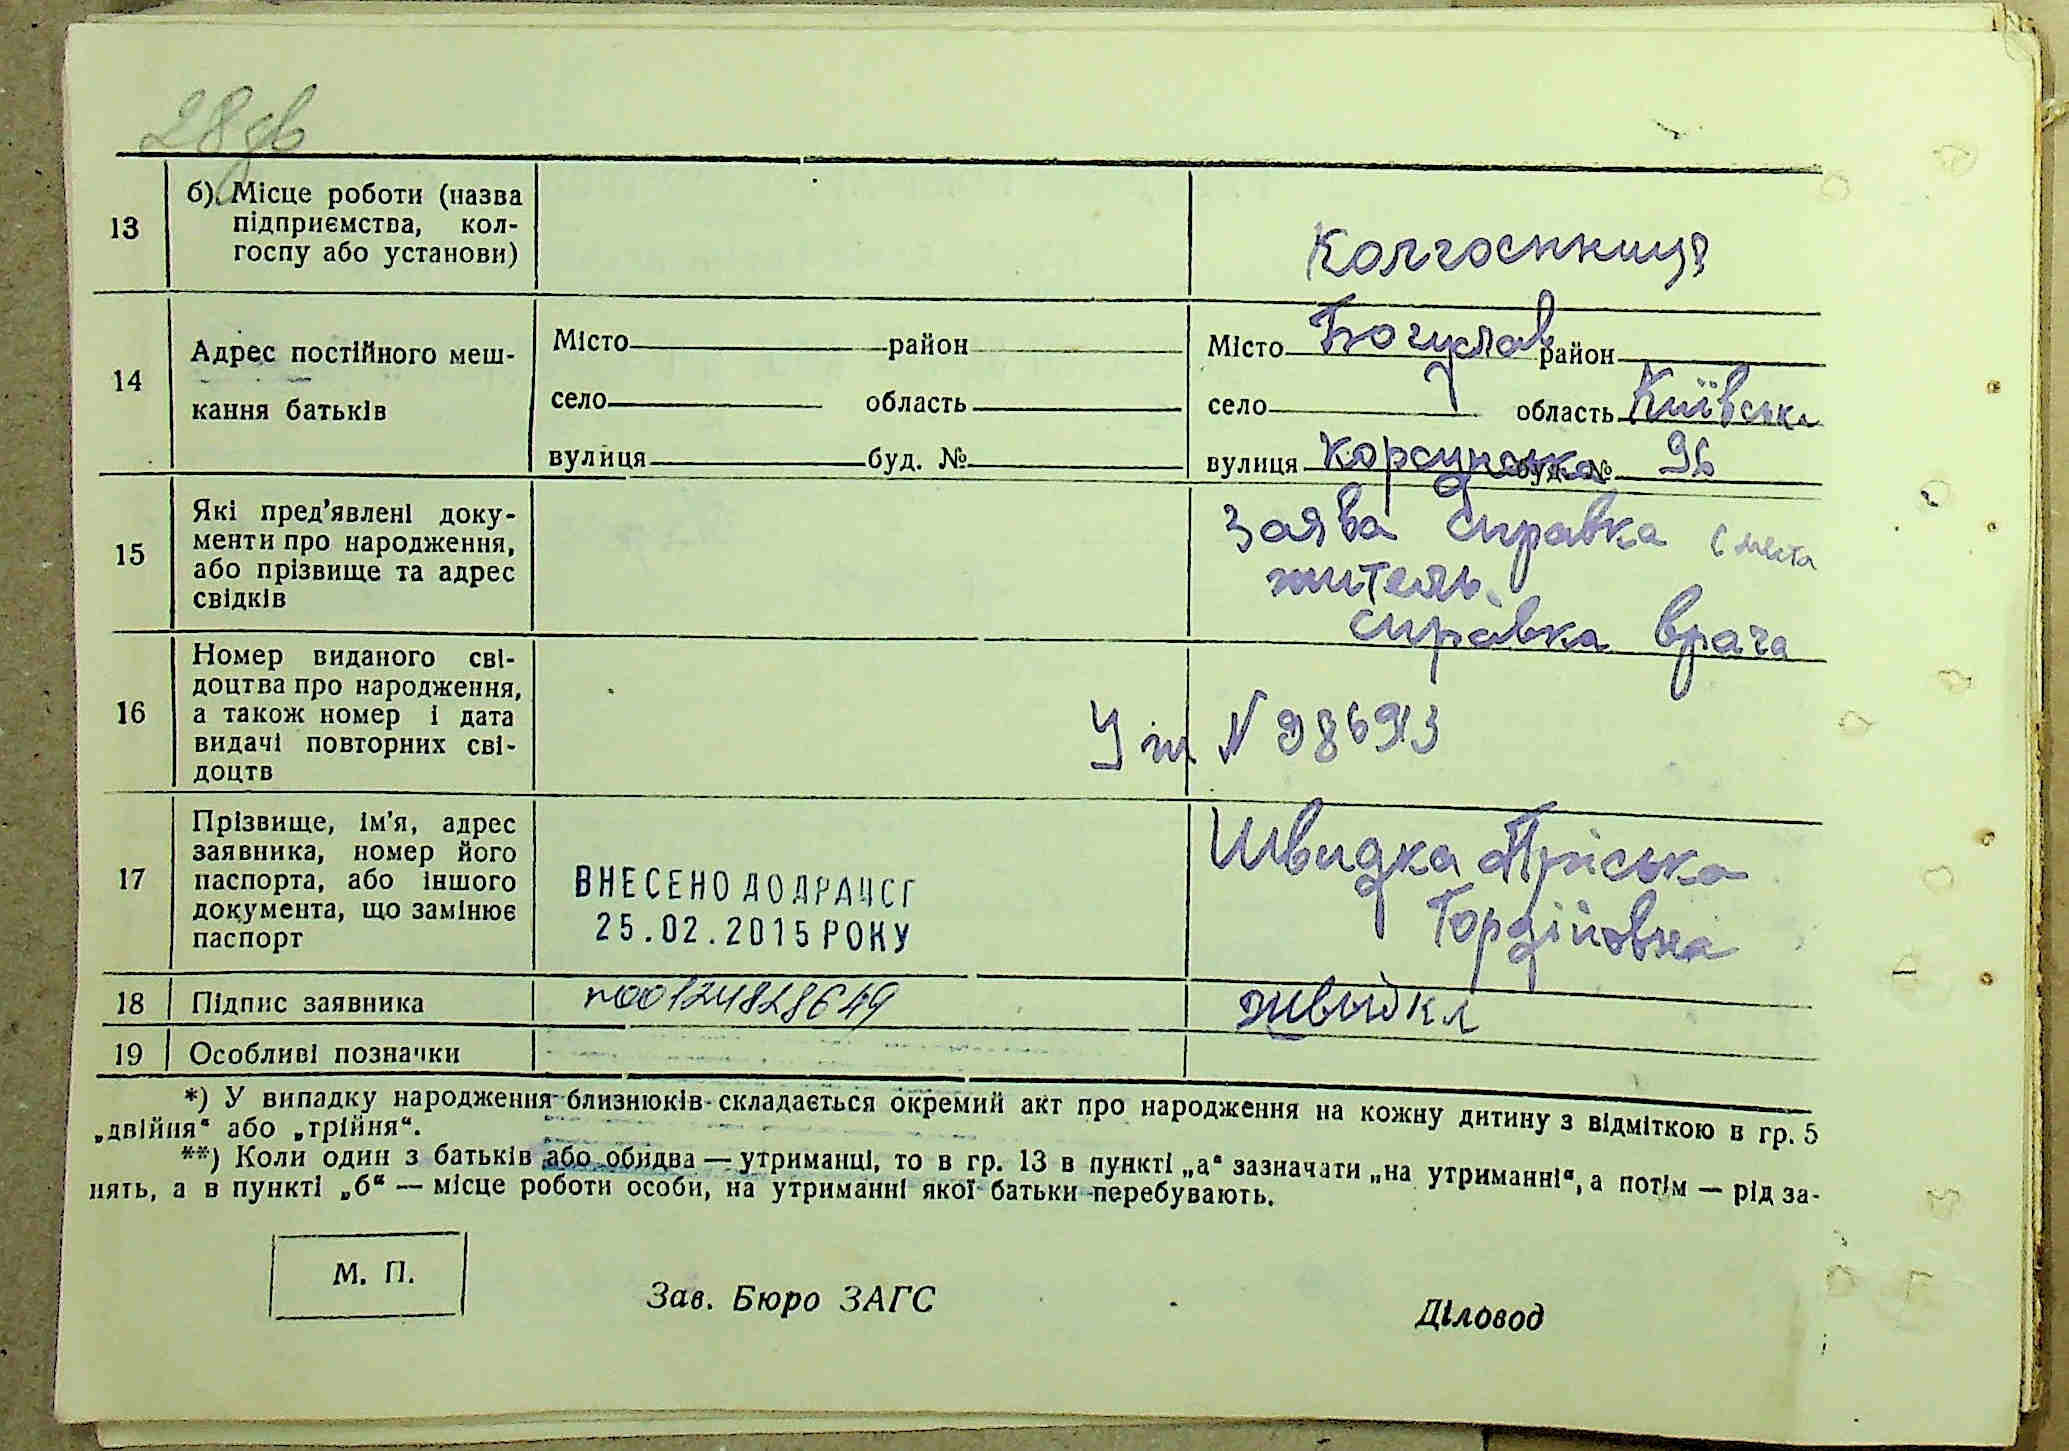 28 зв
13
б) Місце роботи (назва
підприємства, кол-
госпу або установи)
Колгоспниця
14
Адрес постійного меш-
кання батьків
Місто район
село область
вулиця буд. №
Місто Богуслав район
село область Київська
вулиця Корсунська буд. № 96
15
Які пред'явлені доку-
менти про народження,
або прізвище та адрес
свідків
Заява Справка с места
житель.
справка врача
16
Номер виданого сві-
доцтва про народження,
а також номер і дата
видачі повторних сві-
доцтв
N 986913
17
Прізвище, ім'я, адрес
заявника, номер його
паспорта, або іншого
документа, що замінює
паспорт
ВНЕСЕНО ДО ДРАЦСГ
25.02.2015 РОКУ
Швидка Пріська
Гордіївна
18
Підпис заявника
п00124828649
швидка
19
Особливі позначки
*) У випадку народження близнюків складається окремий акт про народження на кожну дитину з відміткою в гр. 5
„двійня“ або „трійня“.
**) Коли один з батьків або обидва — утриманці, то в гр. 13 в пункті „а“ зазначати „на утриманні“, а потім — рід за-
нять, а в пункті „б“ — місце роботи особи, на утриманні якої батьки перебувають.
М. П.
Зав. Бюро ЗАГС
Діловод